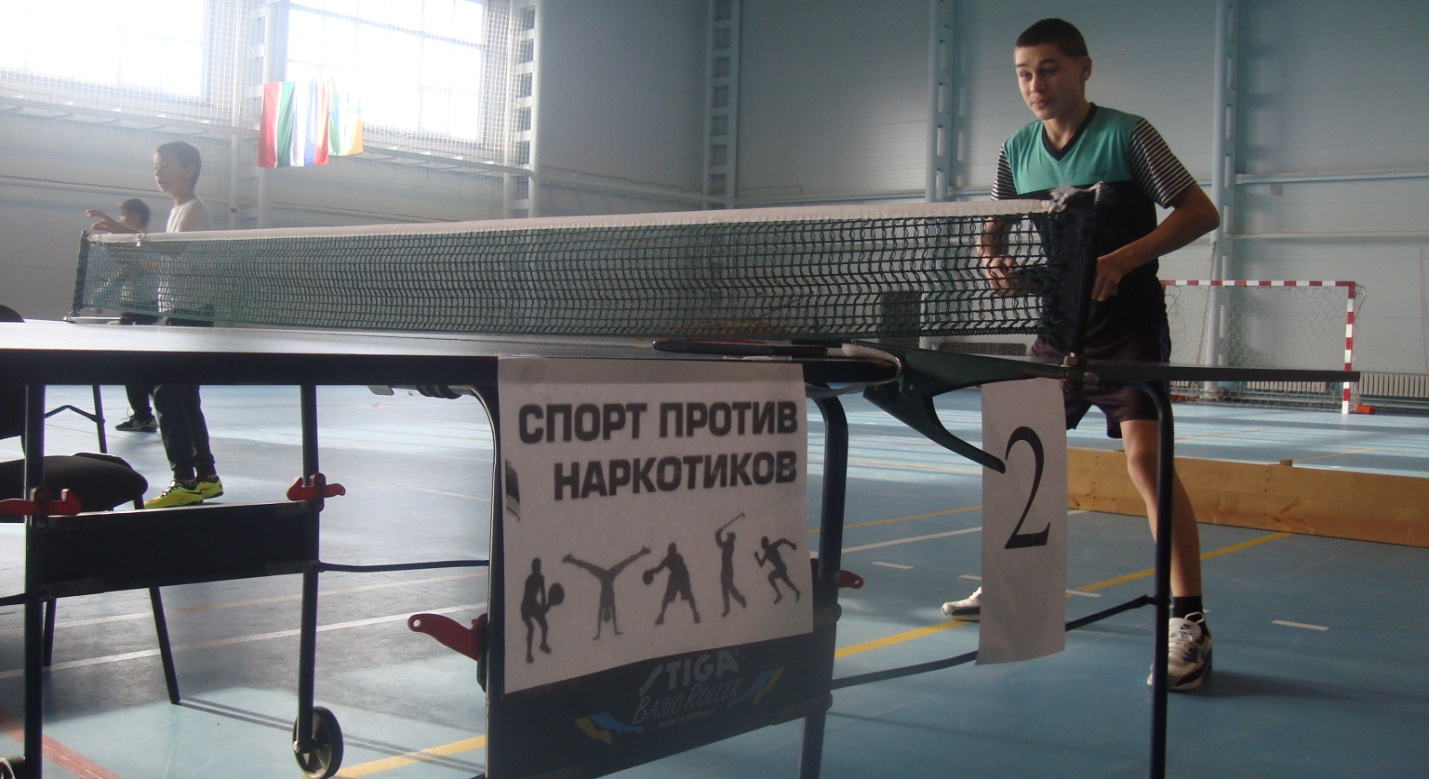 СПОРТ ПРОТИВ
НАРКОТИКОВ
2
STIGA
BASIC ROLLER